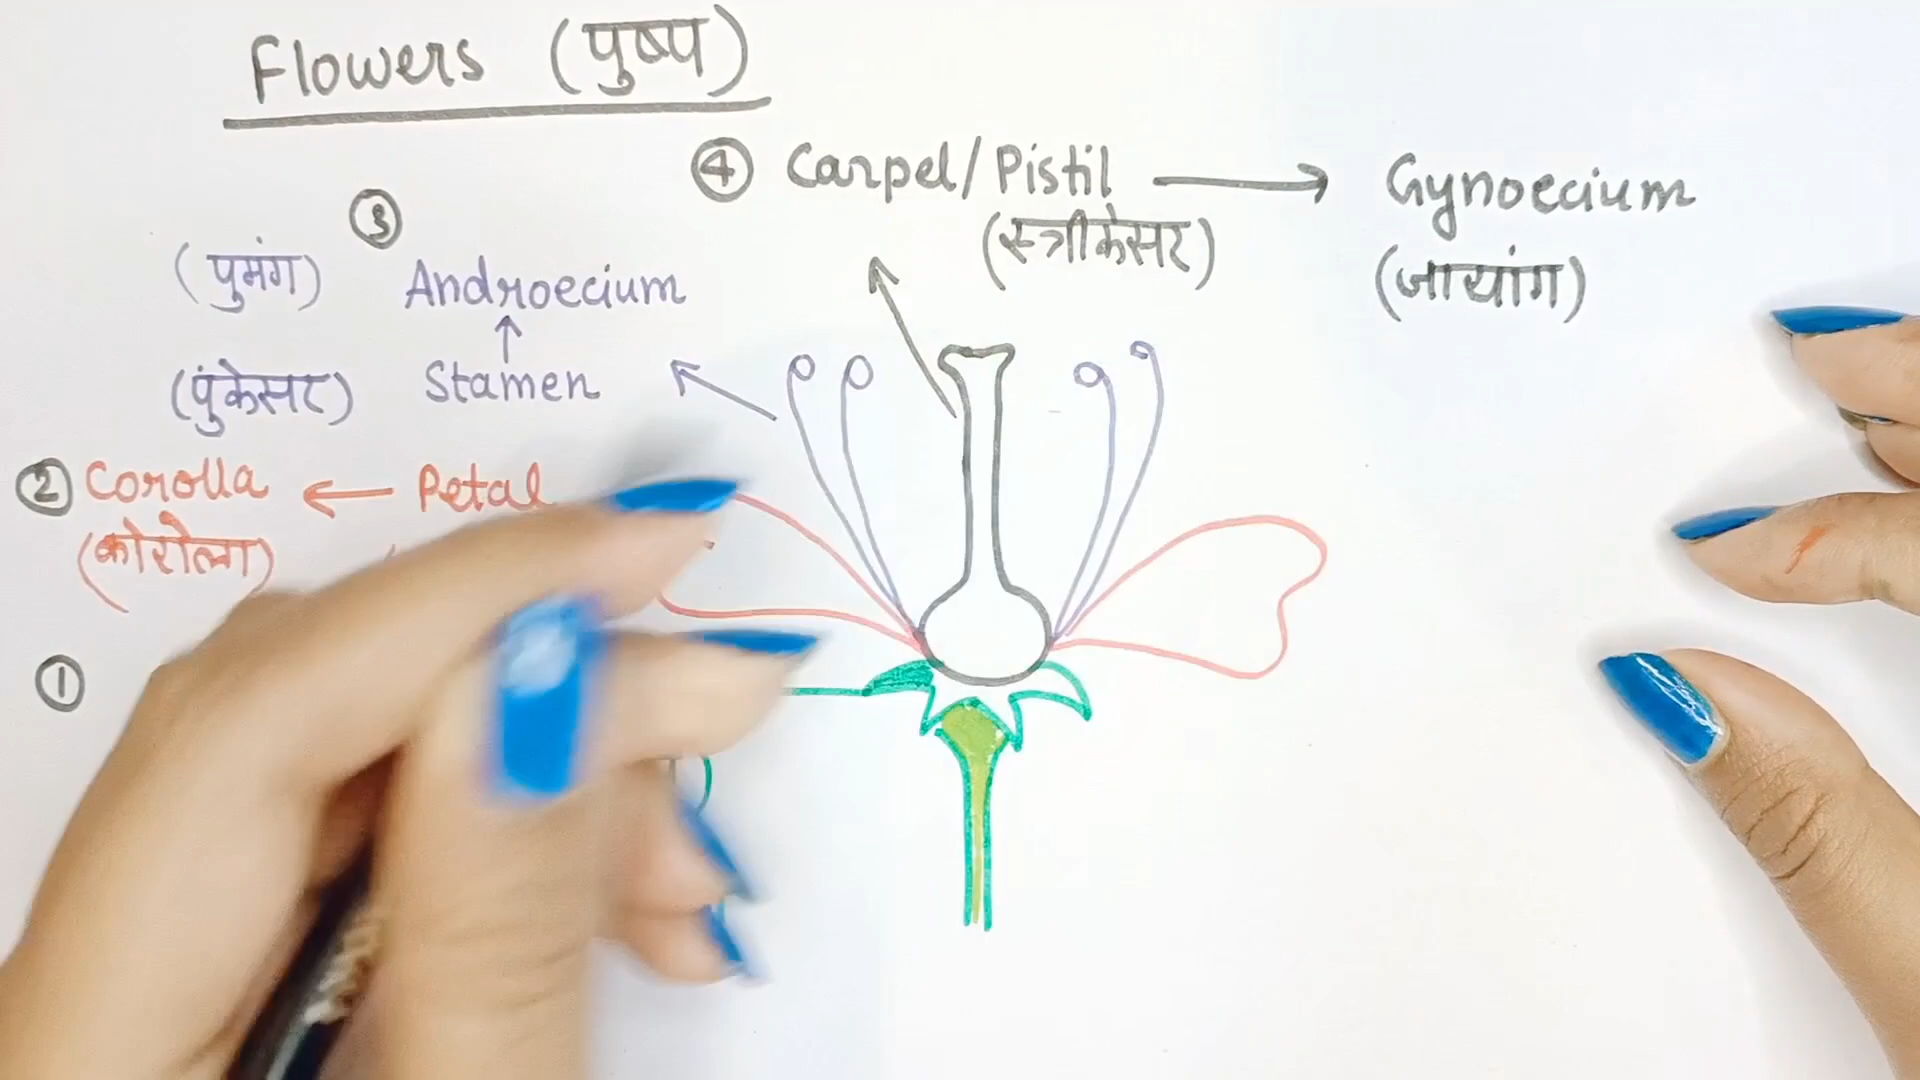 Flowers (पुष्प)
④ Carpel/Pistil → Gynoecium
(स्त्रीकेसर) (जायांग)
③
(पुमंग) Androecium
↑
(पुंकेसर) Stamen
② Corolla ← Petal
(कोरोला)
①